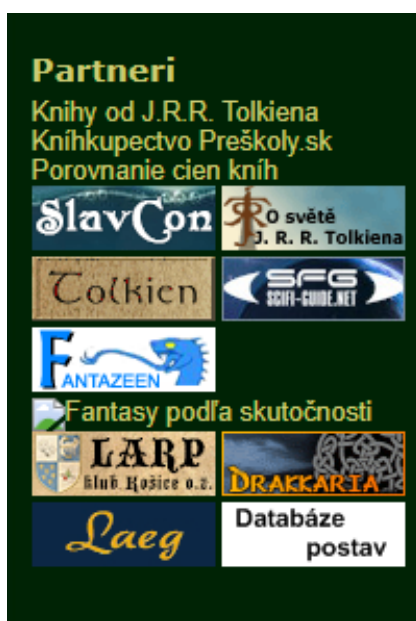 Partneri
Knihy od J.R.R. Tolkiena
Kníhkupectvo Preškoly.sk
Porovnanie cien kníh
SlavCon
O světě
J. R. R. Tolkiena
Tolkien
SFG
SCIFI-GUIDE.NET
FANTAZEEN
Fantasy podľa skutočnosti
LARP
klub Košice o.z.
DRAKKARIA
Laeg
Databáze
postav